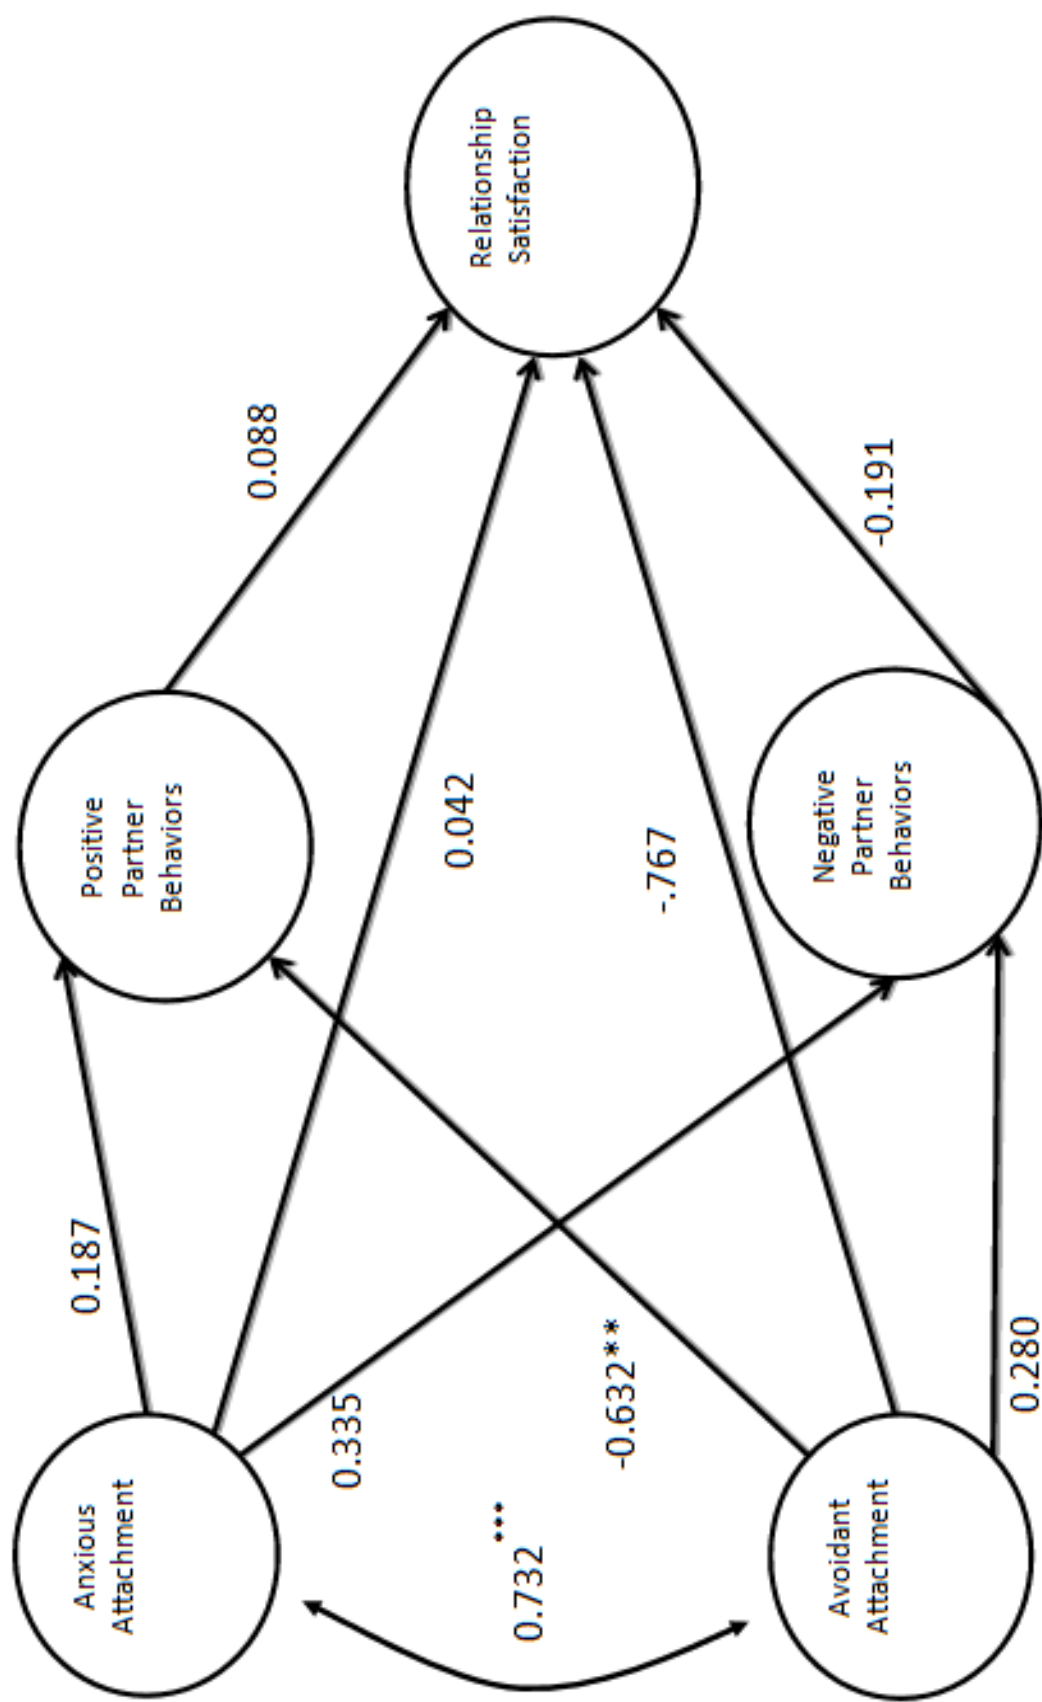 Anxious
Attachment
0.187
Positive
Partner
Behaviors
0.088
Relationship
Satisfaction
0.042
0.335
0.732***
-0.632**
-.767
-0.191
Avoidant
Attachment
0.280
Negative
Partner
Behaviors